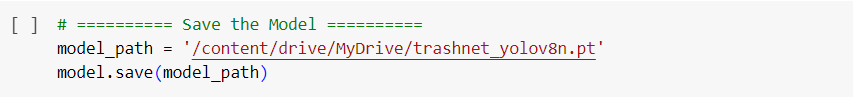 [ ] # ========== Save the Model ==========
model_path = '/content/drive/MyDrive/trashnet_yolov8n.pt'
model.save(model_path)